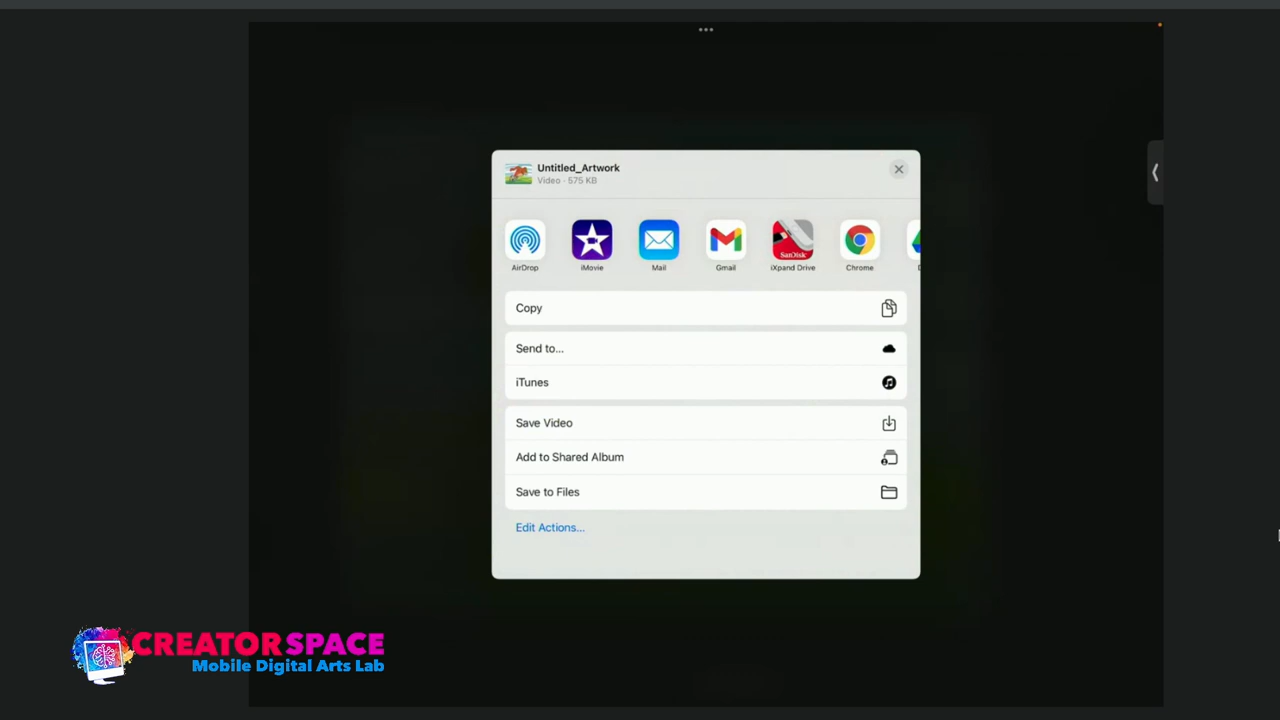 Untitled_Artwork
Video · 575 KB
AirDrop
iMovie
Mail
Gmail
SanDisk
iXpand Drive
Chrome
Copy
Send to...
iTunes
Save Video
Add to Shared Album
Save to Files
Edit Actions...
CREATORSPACE
Mobile Digital Arts Lab